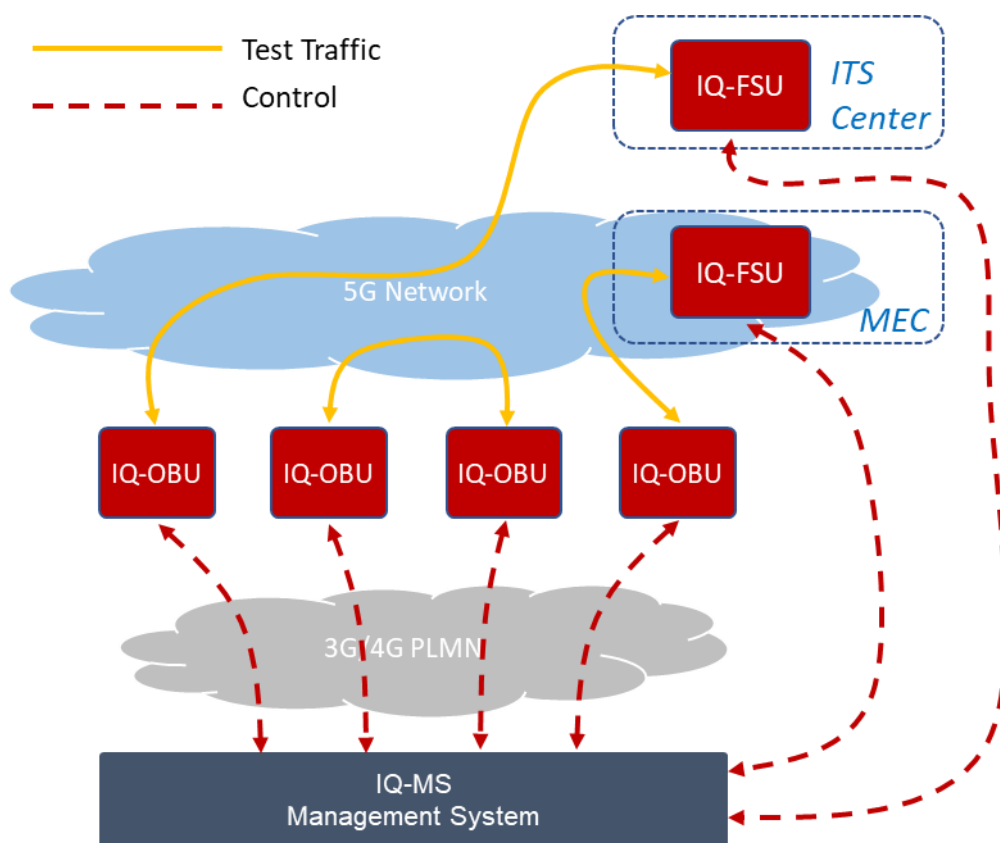 Test Traffic
Control
IQ-FSU
ITS
Center
5G Network
IQ-FSU
MEC
IQ-OBU
IQ-OBU
IQ-OBU
IQ-OBU
3G/4G PLMN
IQ-MS
Management System